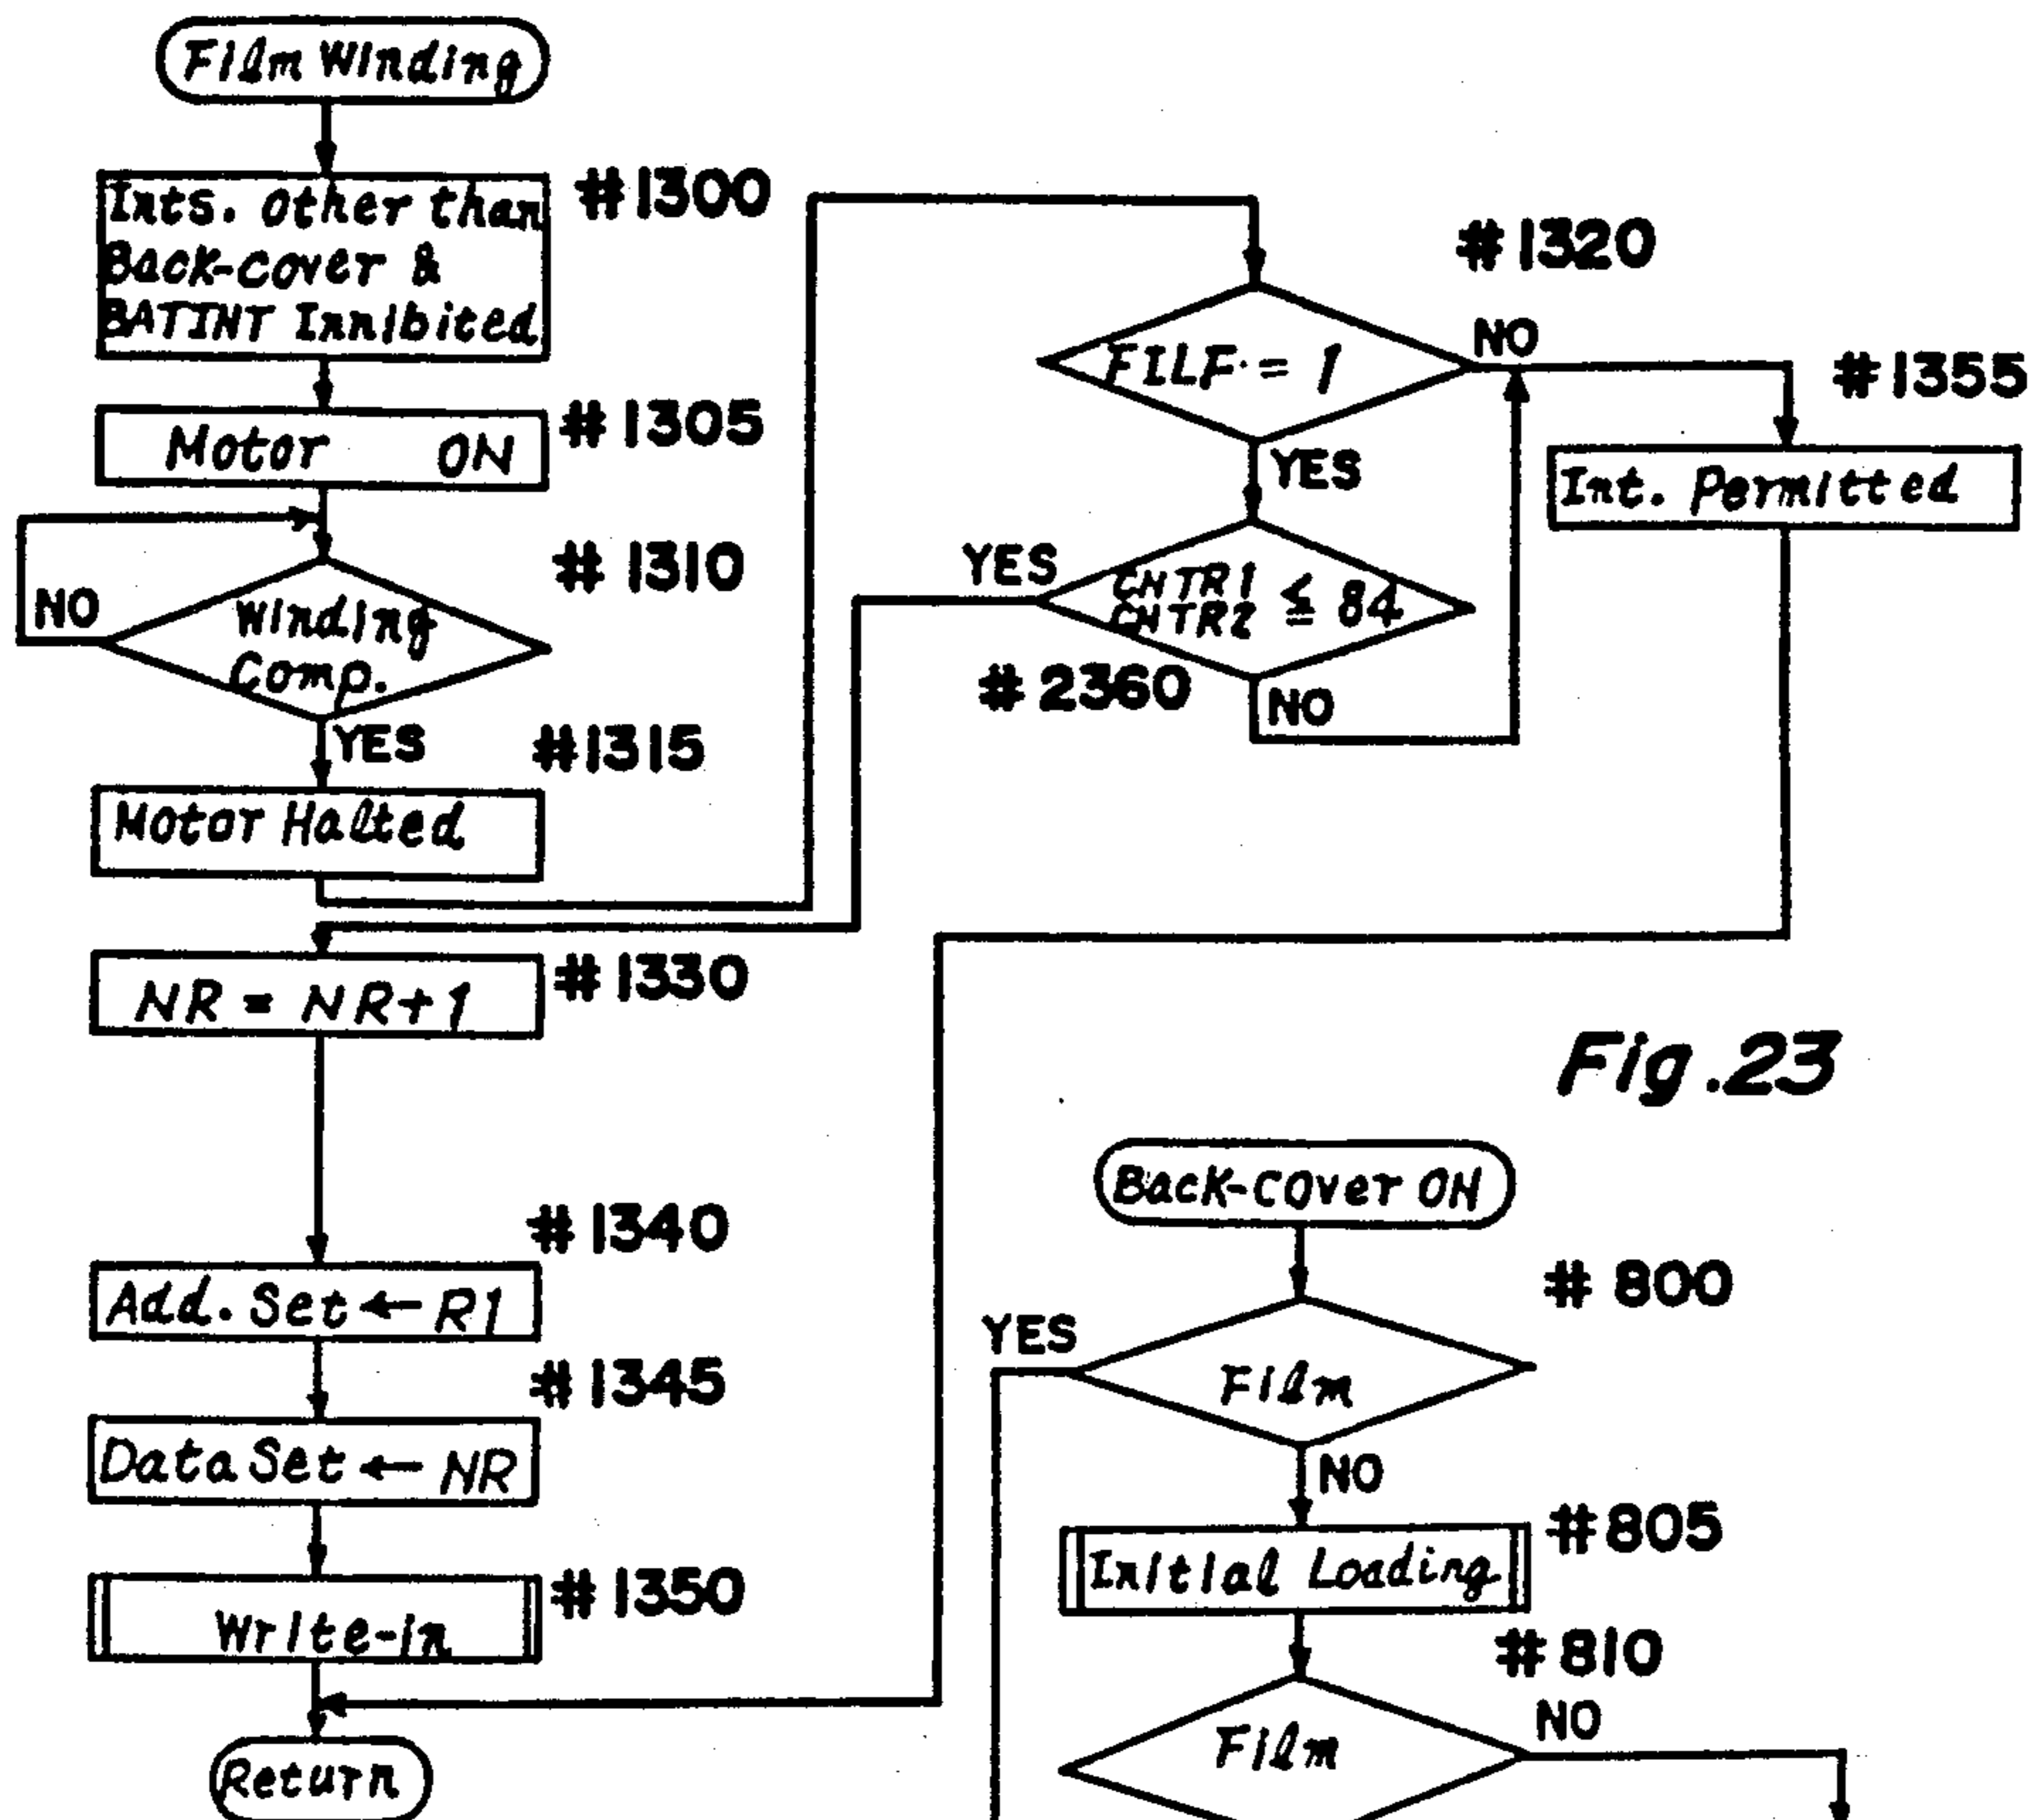 Film Winding
Ints. Other than
Back-cover &
BATINT Innibited
#1300
Motor ON
#1305
NO
Winding
Comp.
#1310
YES
#1315
Motor Halted
NR = NR+1
#1330
#1340
Add. Set ← R1
#1345
Data Set ← NR
#1350
Write-in
Return
#1320
FILF = 1
NO
YES
#1355
Int. Permitted
YES
CNTR1
CNTR2 ≦ 84
#2360
NO
Fig.23
Back-cover ON
#800
YES
Film
NO
#805
Initial Loading
#810
Film
NO